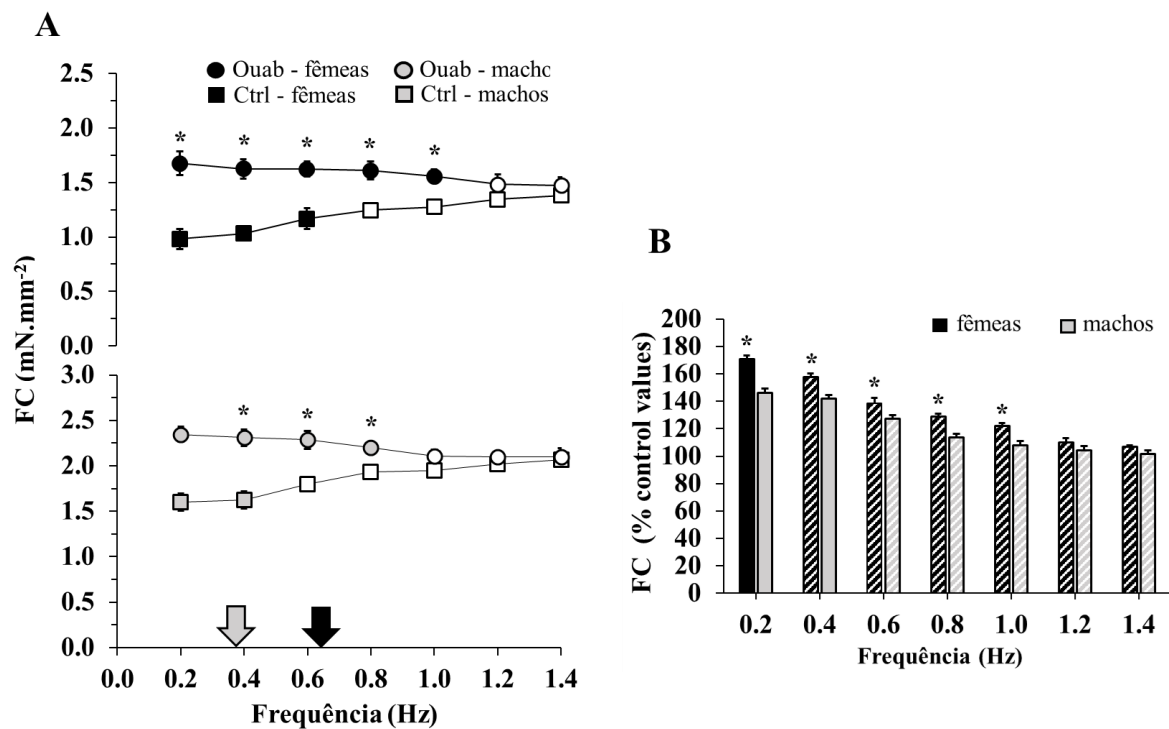 A
Ouab - fêmeas
Ouab - machc
Ctrl - fêmeas
Ctrl - machos
2.5
2.0
1.5
1.0
0.5
0.0
* * * * *
FC (mN.mm⁻²)
3.0
2.5
2.0
1.5
1.0
0.5
0.0
* * *
0.0 0.2 0.4 0.6 0.8 1.0 1.2 1.4
Frequência (Hz)
B
fêmeas machos
200
180
160
140
120
100
80
60
40
20
0
* * * * *
FC (% control values)
0.2 0.4 0.6 0.8 1.0 1.2 1.4
Frequência (Hz)